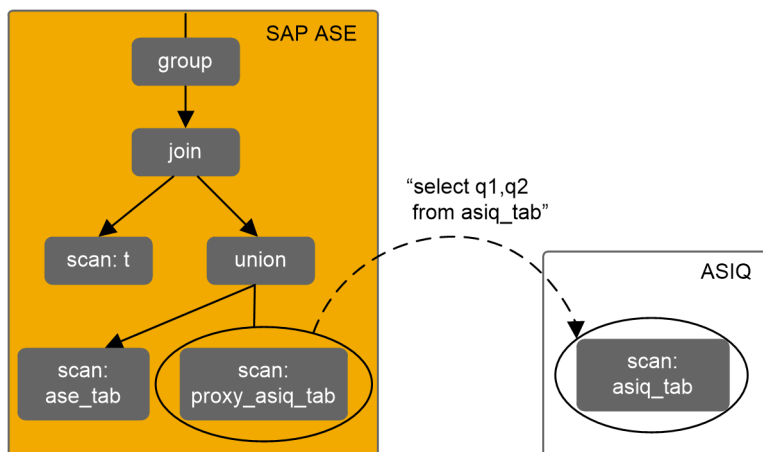 SAP ASE
group
join
“select q1,q2
from asiq_tab”
scan: t
union
ASIQ
scan:
ase_tab
scan:
proxy_asiq_tab
scan:
asiq_tab